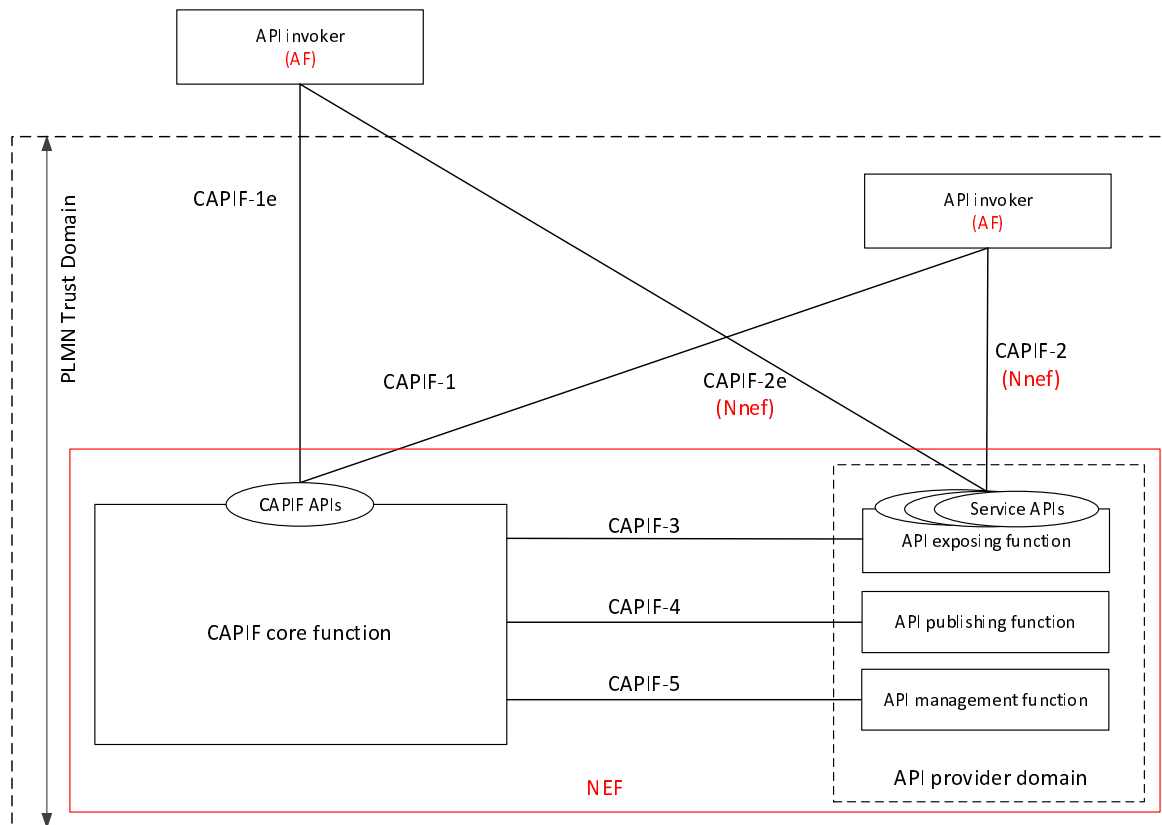 API invoker
(AF)
CAPIF-1e
PLMN Trust Domain
API invoker
(AF)
CAPIF-1
CAPIF-2e
(Nnef)
CAPIF-2
(Nnef)
CAPIF APIs
CAPIF core function
CAPIF-3
CAPIF-4
CAPIF-5
Service APIs
API exposing function
API publishing function
API management function
API provider domain
NEF